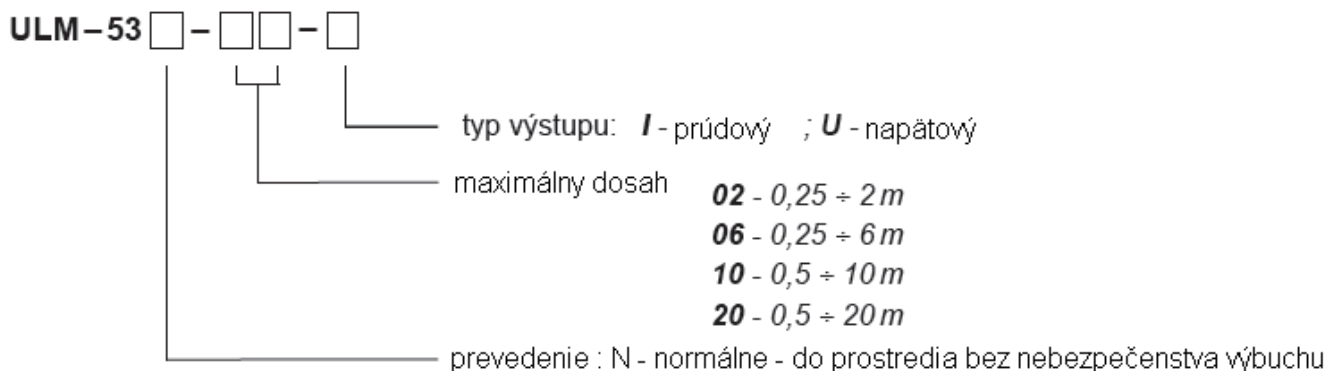 ULM – 53 □ – □□ – □
typ výstupu: I - prúdový ; U - napätový
maximálny dosah
02 - 0,25 ÷ 2 m
06 - 0,25 ÷ 6 m
10 - 0,5 ÷ 10 m
20 - 0,5 ÷ 20 m
prevedenie : N - normálne - do prostredia bez nebezpečenstva výbuchu